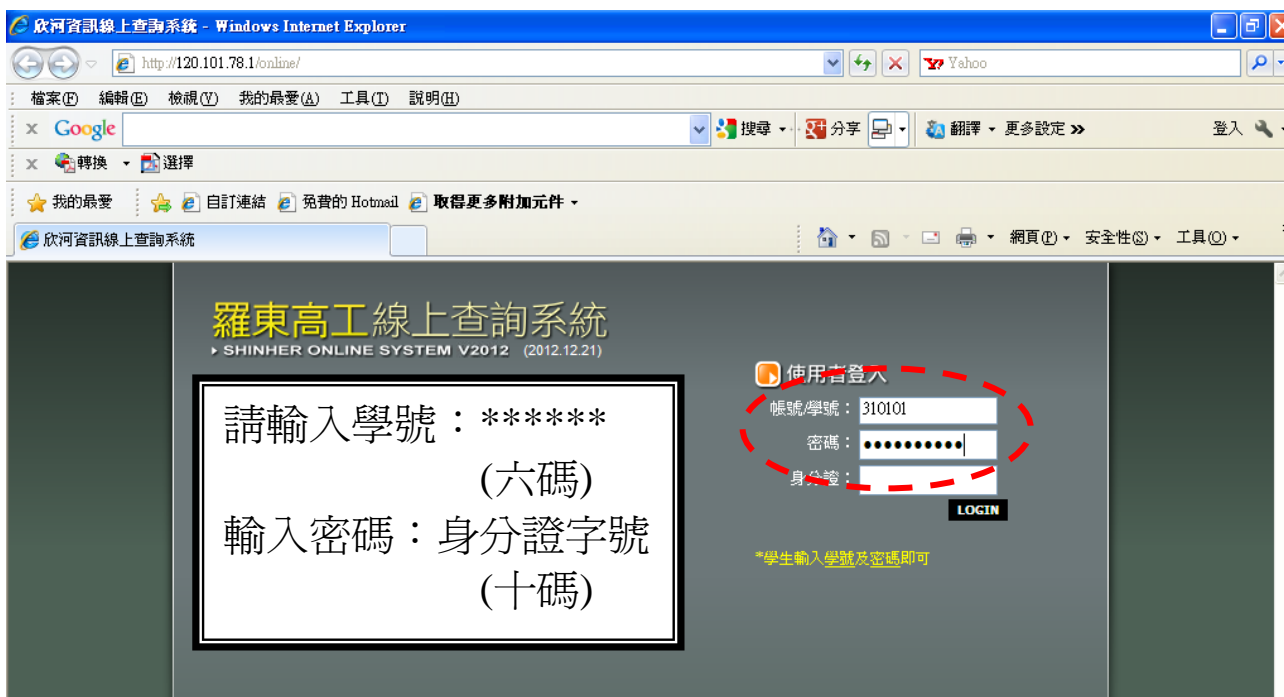 欣河資訊線上查詢系統 - Windows Internet Explorer
http://120.101.78.1/online/
Yahoo
檔案(F) 編輯(E) 檢視(V) 我的最愛(A) 工具(T) 說明(H)
x Google 搜尋 分享 翻譯 更多設定 >> 登入
x 轉換 選擇
我的最愛 自訂連結 免費的 Hotmail 取得更多附加元件
欣河資訊線上查詢系統 網頁(P) 安全性(S) 工具(O)
羅東高工線上查詢系統
SHINHER ONLINE SYSTEM V2012 (2012.12.21)
請輸入學號：******
(六碼)
輸入密碼：身分證字號
(十碼)
使用者登入
帳號/學號： 310101
密碼： ●●●●●●●●●●
身分證：
LOGIN
*學生輸入學號及密碼即可